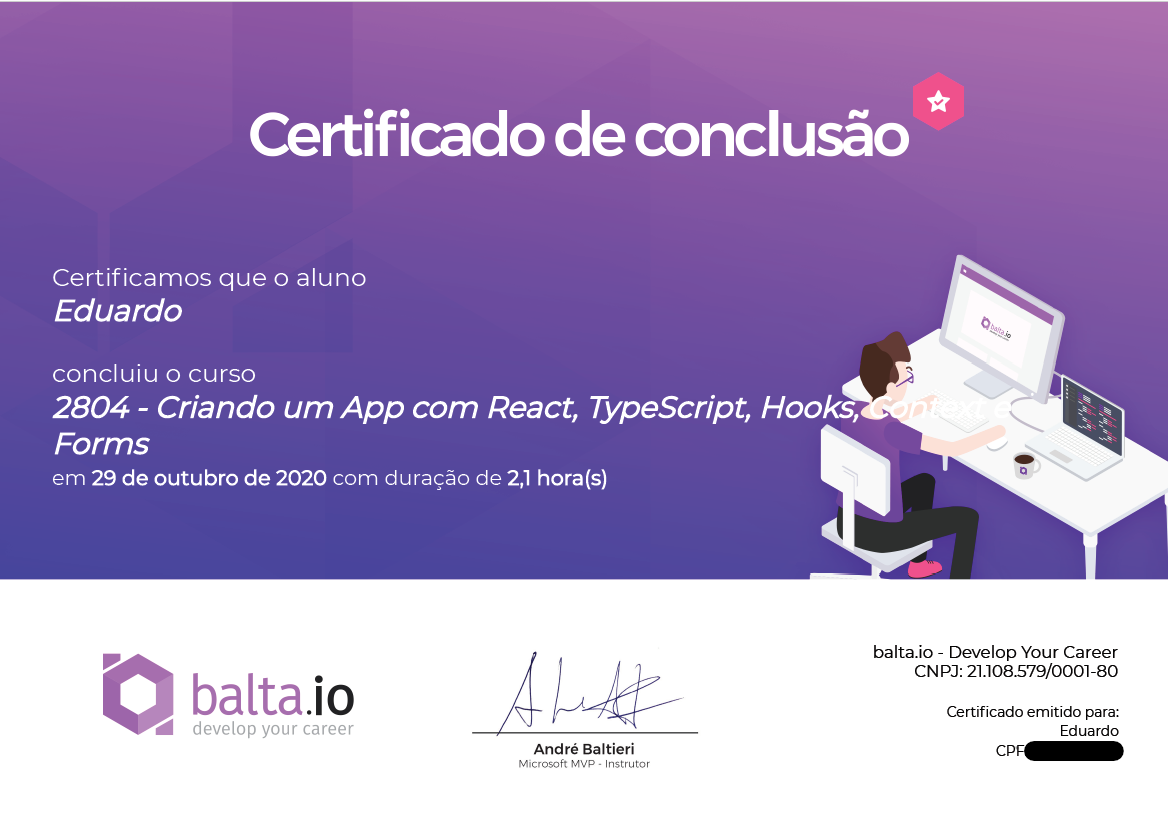 Certificado de conclusão
Certificamos que o aluno
Eduardo
concluiu o curso
2804 - Criando um App com React, TypeScript, Hooks, Context e
Forms
em 29 de outubro de 2020 com duração de 2,1 hora(s)
balta.io
balta.io
develop your career
André Baltieri
Microsoft MVP - Instrutor
balta.io - Develop Your Career
CNPJ: 21.108.579/0001-80
Certificado emitido para:
Eduardo
CPF